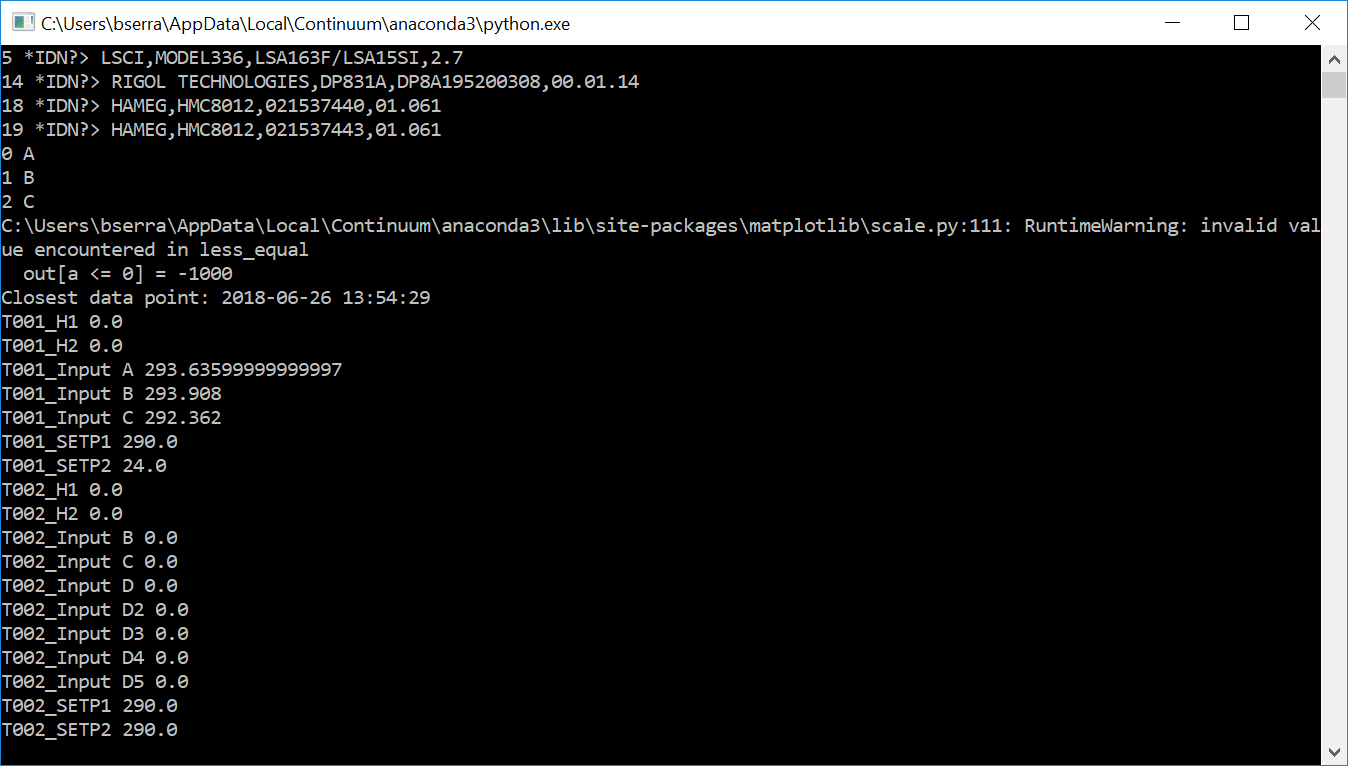 C:\Users\bserra\AppData\Local\Continuum\anaconda3\python.exe
5 *IDN?> LSCI,MODEL336,LSA163F/LSA15SI,2.7
14 *IDN?> RIGOL TECHNOLOGIES,DP831A,DP8A195200308,00.01.14
18 *IDN?> HAMEG,HMC8012,021537440,01.061
19 *IDN?> HAMEG,HMC8012,021537443,01.061
0 A
1 B
2 C
C:\Users\bserra\AppData\Local\Continuum\anaconda3\lib\site-packages\matplotlib\scale.py:111: RuntimeWarning: invalid val
ue encountered in less_equal
  out[a <= 0] = -1000
Closest data point: 2018-06-26 13:54:29
T001_H1 0.0
T001_H2 0.0
T001_Input A 293.63599999999997
T001_Input B 293.908
T001_Input C 292.362
T001_SETP1 290.0
T001_SETP2 24.0
T002_H1 0.0
T002_H2 0.0
T002_Input B 0.0
T002_Input C 0.0
T002_Input D 0.0
T002_Input D2 0.0
T002_Input D3 0.0
T002_Input D4 0.0
T002_Input D5 0.0
T002_SETP1 290.0
T002_SETP2 290.0